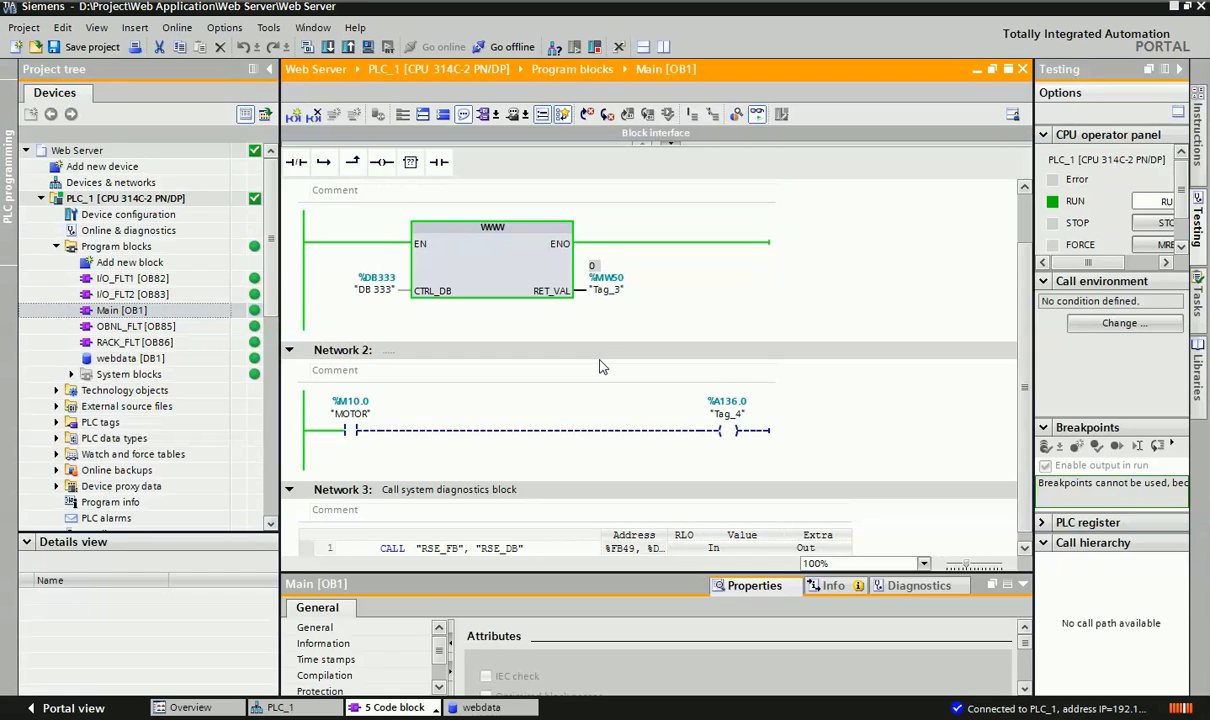 Siemens - D:\Project\Web Application\Web Server\Web Server
Project Edit View Insert Online Options Tools Window Help
Totally Integrated Automation
PORTAL
Save project
Go online
Go offline
Project tree
Web Server PLC_1 [CPU 314C-2 PN/DP] Program blocks Main [OB1]
Testing
Devices
Options
Block interface
PLC programming
Web Server
Add new device
Devices & networks
PLC_1 [CPU 314C-2 PN/DP]
Device configuration
Online & diagnostics
Program blocks
Add new block
I/O_FLT1 [OB82]
I/O_FLT2 [OB83]
Main [OB1]
OBNL_FLT [OB85]
RACK_FLT [OB86]
webdata [DB1]
System blocks
Technology objects
External source files
PLC tags
PLC data types
Watch and force tables
Online backups
Device proxy data
Program info
PLC alarms
Details view
Name
Comment
WWW
EN
ENO
0
%DB333
"DB 333"
CTRL_DB
RET_VAL
%MW50
"Tag_3"
Network 2: .....
Comment
%M10.0
"MOTOR"
%A136.0
"Tag_4"
Network 3: Call system diagnostics block
Comment
Address RLO Value Extra
1 CALL "RSE_FB", "RSE_DB" %FB49, %D... In Out
100%
Main [OB1]
Properties
Info
Diagnostics
General
General
Information
Time stamps
Compilation
Protection
Attributes
IEC check
CPU operator panel
PLC_1 [CPU 314C-2 PN/DP]
Error
RUN RU
STOP STC
FORCE MRE
Call environment
No condition defined.
Change ...
Breakpoints
Enable output in run
Breakpoints cannot be used, bec
PLC register
Call hierarchy
No call path available
Instructions
Testing
Tasks
Libraries
Portal view
Overview
PLC_1
5 Code block
webdata
Connected to PLC_1, address IP=192.1...